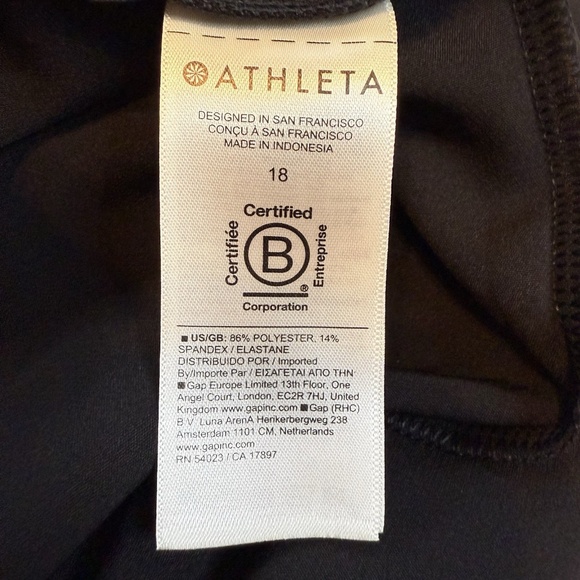 ATHLETA
DESIGNED IN SAN FRANCISCO
CONÇU À SAN FRANCISCO
MADE IN INDONESIA
18
Certified
Certifiée
B
Entreprise
®
Corporation
US/GB: 86% POLYESTER, 14%
SPANDEX / ELASTANE
DISTRIBUIDO POR / Imported
By/Importe Par / ΕΙΣΑΓΕΤΑΙ ΑΠΟ ΤΗΝ
Gap Europe Limited 13th Floor, One
Angel Court, London, EC2R 7HJ, United
Kingdom www.gapinc.com Gap (RHC)
B.V. Luna ArenA Herikerbergweg 238
Amsterdam 1101 CM, Netherlands
www.gapinc.com
RN 54023 / CA 17897